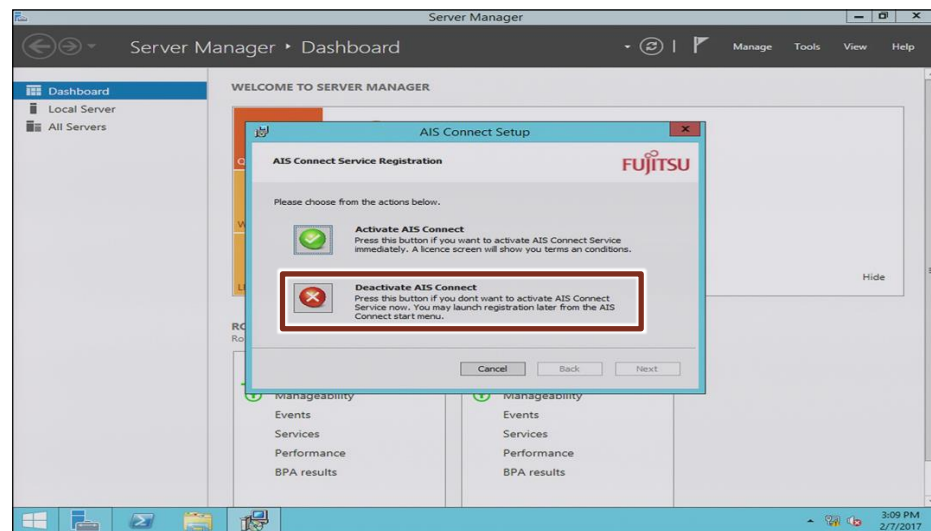 Server Manager
Server Manager • Dashboard
Manage Tools View Help
Dashboard
Local Server
All Servers
WELCOME TO SERVER MANAGER
AIS Connect Setup
AIS Connect Service Registration
FUJITSU
Please choose from the actions below.
Activate AIS Connect
Press this button if you want to activate AIS Connect Service
immediately. A licence screen will show you terms an conditions.
Deactivate AIS Connect
Press this button if you dont want to activate AIS Connect
Service now. You may launch registration later from the AIS
Connect start menu.
Hide
Cancel Back Next
Manageability
Events
Services
Performance
BPA results
Manageability
Events
Services
Performance
BPA results
3:09 PM
2/7/2017